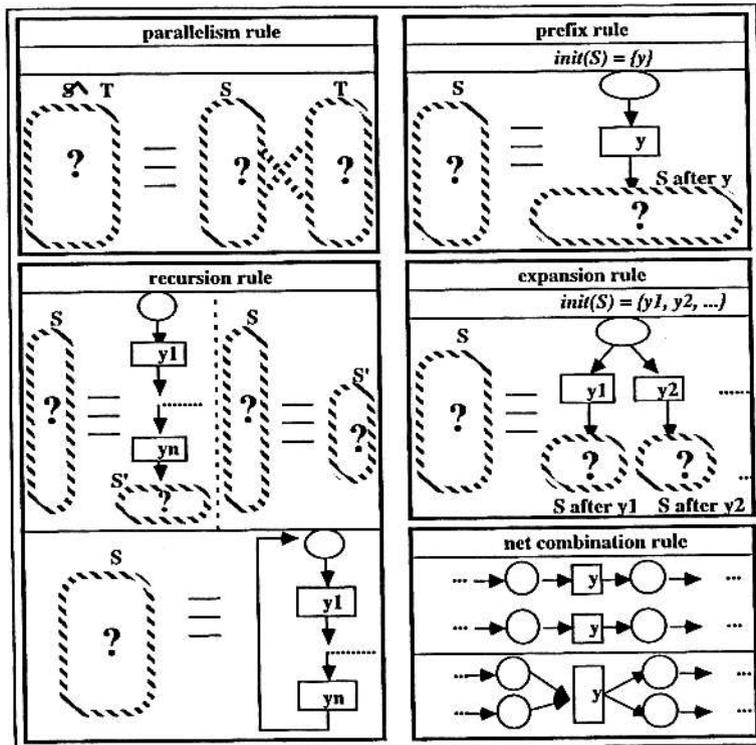 parallelism rule
S^ T
S
T
?
?
?
prefix rule
init(S) = {y}
S
?
y
S after y
?
recursion rule
S
?
y1
yn
S'
?
S
?
S'
?
S
?
y1
yn
expansion rule
init(S) = {y1, y2, ...}
S
?
y1
y2
?
?
...
S after y1
S after y2
net combination rule
... y ...
... y ...
... y ...
...
...